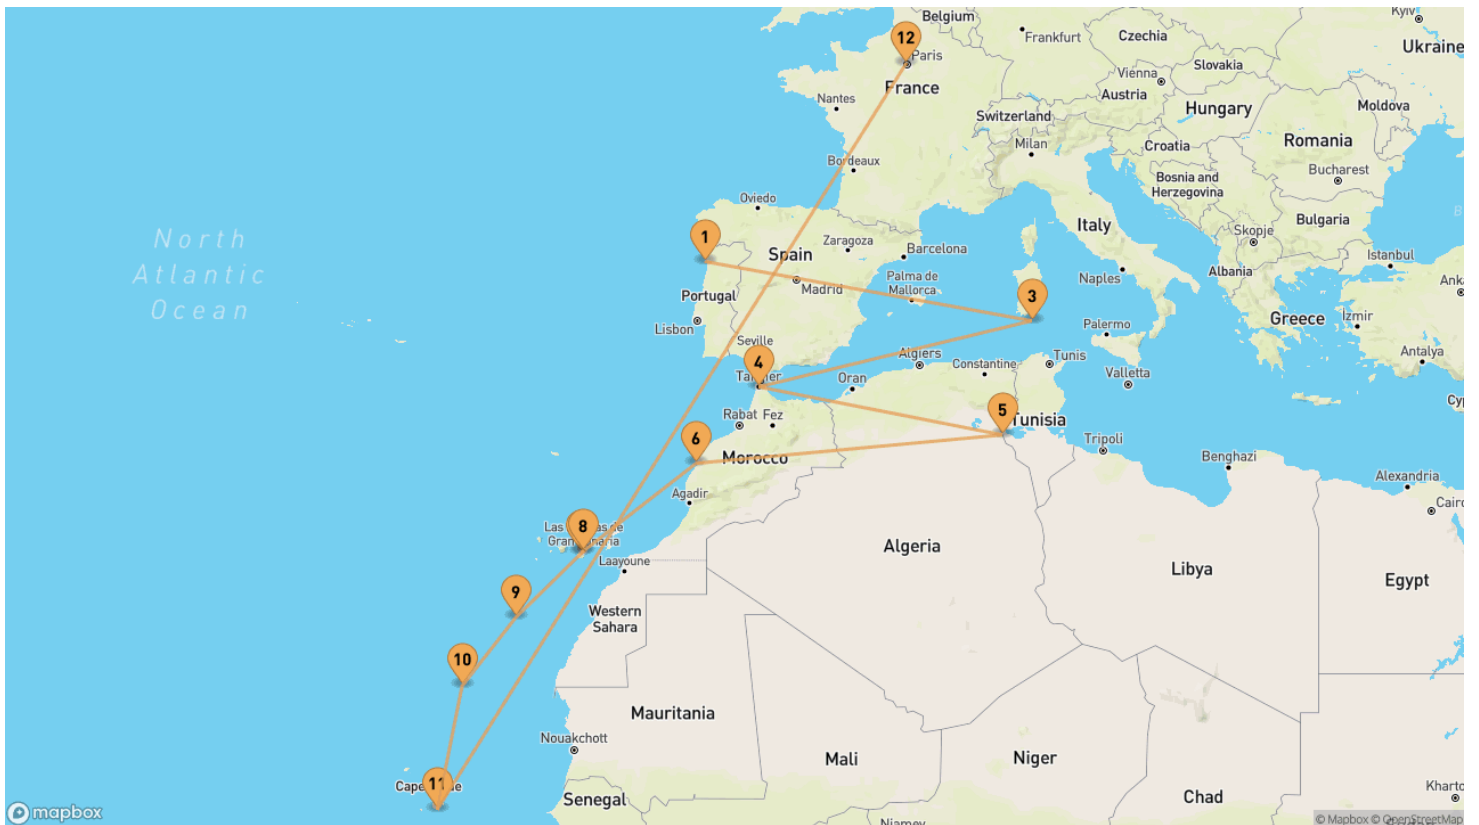 Belgium
Kyiv
12
Paris
Frankfurt
Czechia
Ukraine
Slovakia
Vienna
France
Austria
Nantes
Hungary
Moldova
Switzerland
Milan
Croatia
Romania
Bordeaux
Bucharest
Bosnia and
Herzegovina
Oviedo
Italy
Bulgaria
1
North
Atlantic
Ocean
Spain
Zaragoza
Barcelona
Skopje
Istanbul
Naples
Albania
Palma de
Mallorca
Madrid
Portugal
3
Greece
Izmir
Lisbon
Palermo
Seville
Algiers
Tunis
Antalya
4
Constantine
Valletta
Oran
5
Tunisia
Rabat
Fez
6
Morocco
Tripoli
Benghazi
Alexandria
Agadir
8
Las
de
Gran
Laayoune
Algeria
Libya
Egypt
9
Western
Sahara
10
Mauritania
Nouakchott
Mali
Niger
Chad
11
Senegal
Niamey
mapbox
© Mapbox © OpenStreetMap